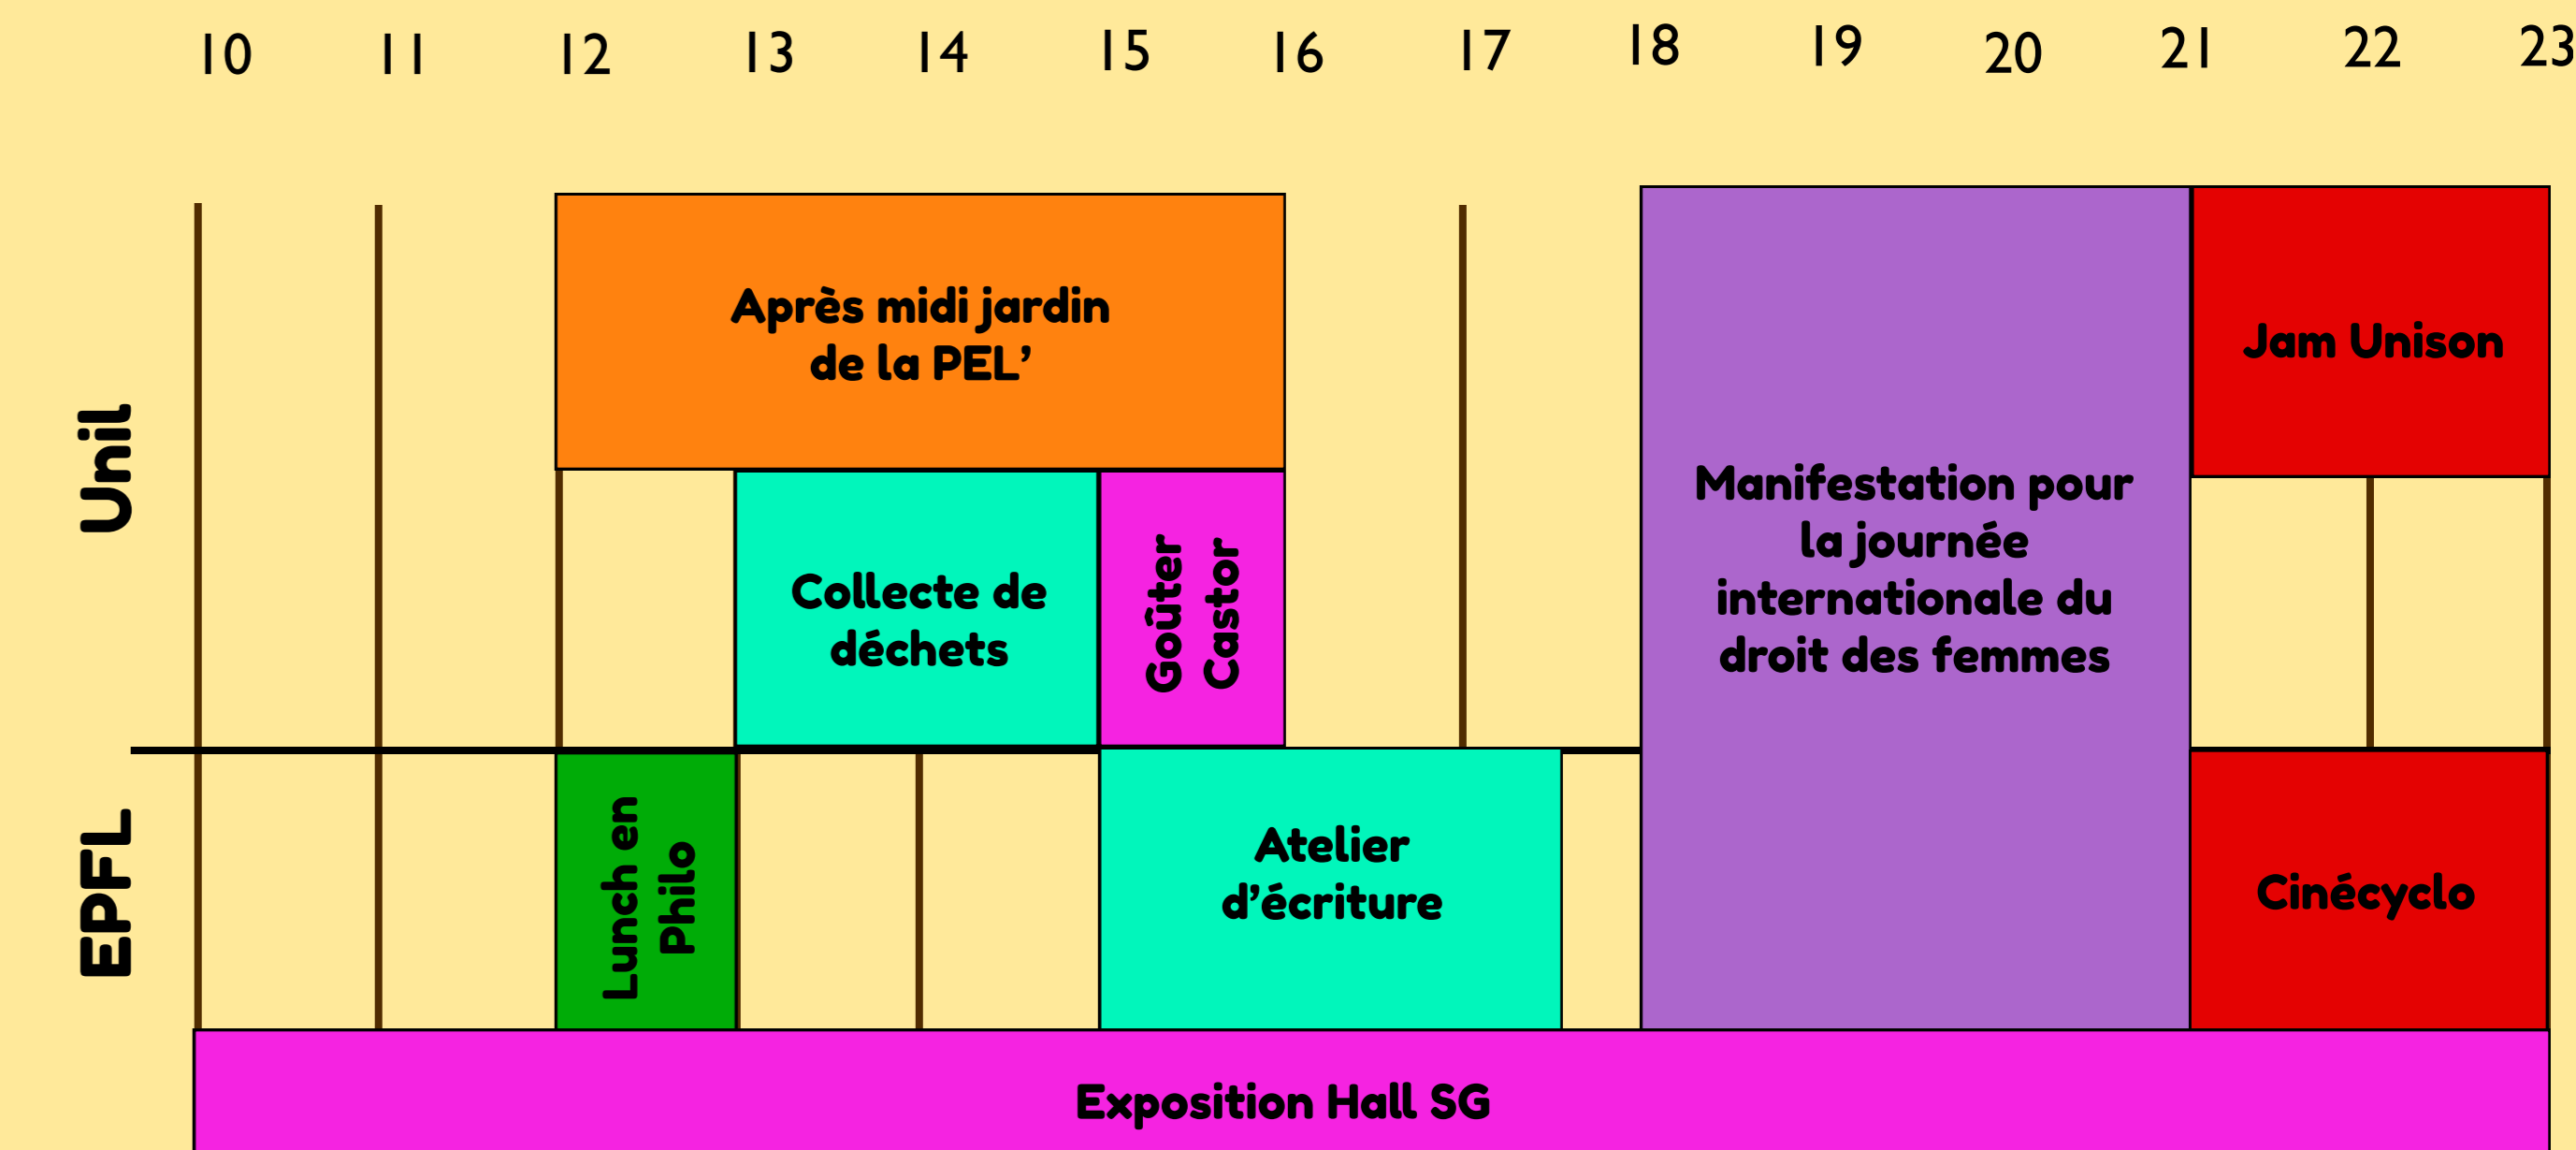 10 11 12 13 14 15 16 17 18 19 20 21 22 23
Unil
Après midi jardin
de la PEL’
Jam Unison
Manifestation pour
la journée
internationale du
droit des femmes
Collecte de
déchets
Goûter
Castor
EPFL
Lunch en
Philo
Atelier
d’écriture
Cinécyclo
Exposition Hall SG